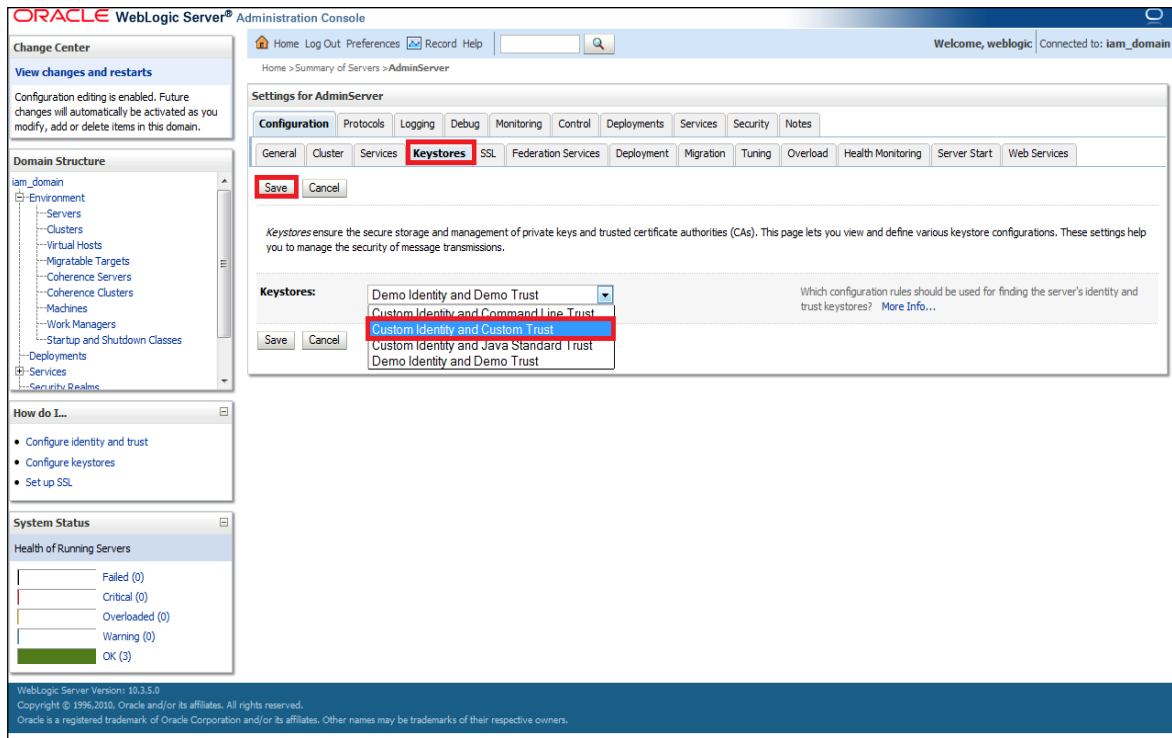 ORACLE WebLogic Server® Administration Console
Change Center
View changes and restarts
Configuration editing is enabled. Future
changes will automatically be activated as you
modify, add or delete items in this domain.
Domain Structure
iam_domain
Environment
Servers
Clusters
Virtual Hosts
Migratable Targets
Coherence Servers
Coherence Clusters
Machines
Work Managers
Startup and Shutdown Classes
Deployments
Services
Security Realms
How do I...
Configure identity and trust
Configure keystores
Set up SSL
System Status
Health of Running Servers
Failed (0)
Critical (0)
Overloaded (0)
Warning (0)
OK (3)
Home Log Out Preferences Record Help
Welcome, weblogic Connected to: iam_domain
Home >Summary of Servers >AdminServer
Settings for AdminServer
Configuration Protocols Logging Debug Monitoring Control Deployments Services Security Notes
General Cluster Services Keystores SSL Federation Services Deployment Migration Tuning Overload Health Monitoring Server Start Web Services
Save Cancel
Keystores ensure the secure storage and management of private keys and trusted certificate authorities (CAs). This page lets you view and define various keystore configurations. These settings help
you to manage the security of message transmissions.
Keystores:
Demo Identity and Demo Trust
Custom Identity and Command Line Trust
Custom Identity and Custom Trust
Custom Identity and Java Standard Trust
Demo Identity and Demo Trust
Which configuration rules should be used for finding the server's identity and
trust keystores? More Info...
Save Cancel
WebLogic Server Version: 10.3.5.0
Copyright © 1996,2010, Oracle and/or its affiliates. All rights reserved.
Oracle is a registered trademark of Oracle Corporation and/or its affiliates. Other names may be trademarks of their respective owners.